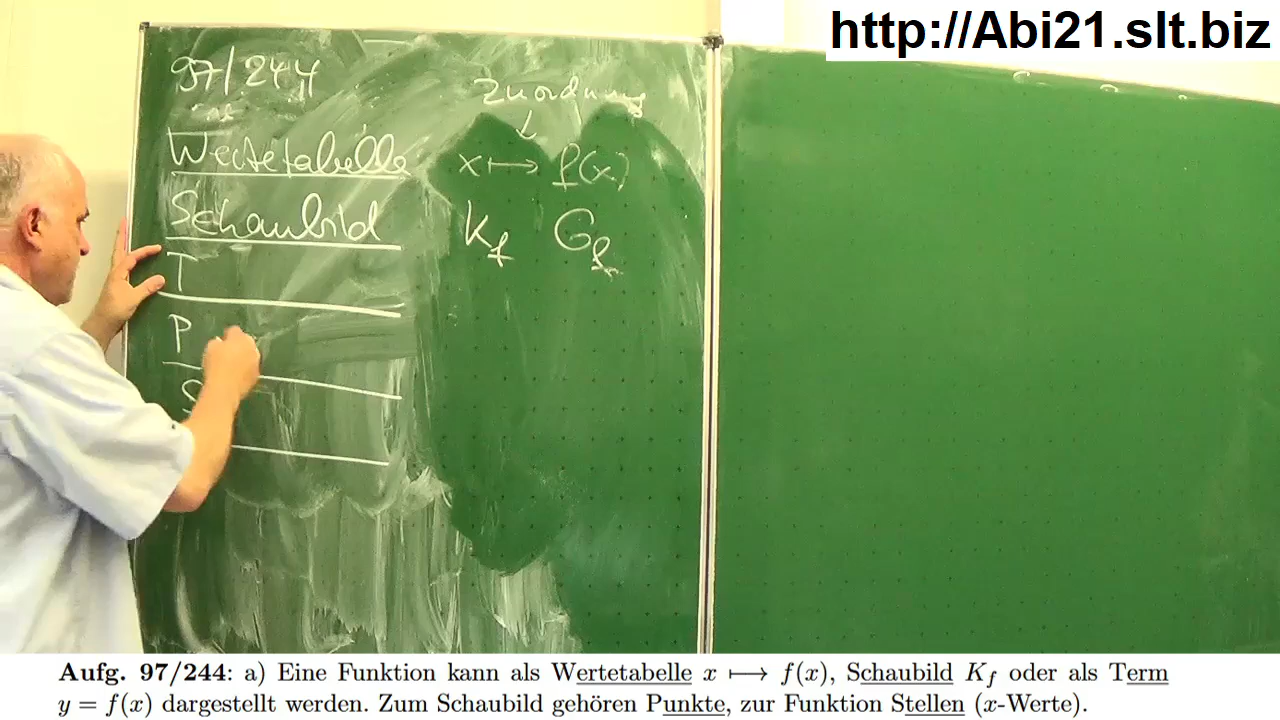 http://Abi21.slt.biz
97/244
Zuordnung
↓
Wertetabelle x ⟼ f(x)
Schaubild K_f G_f
T
P
S
Aufg. 97/244: a) Eine Funktion kann als Wertetabelle x ⟼ f(x), Schaubild K_f oder als Term
y = f(x) dargestellt werden. Zum Schaubild gehören Punkte, zur Funktion Stellen (x-Werte).